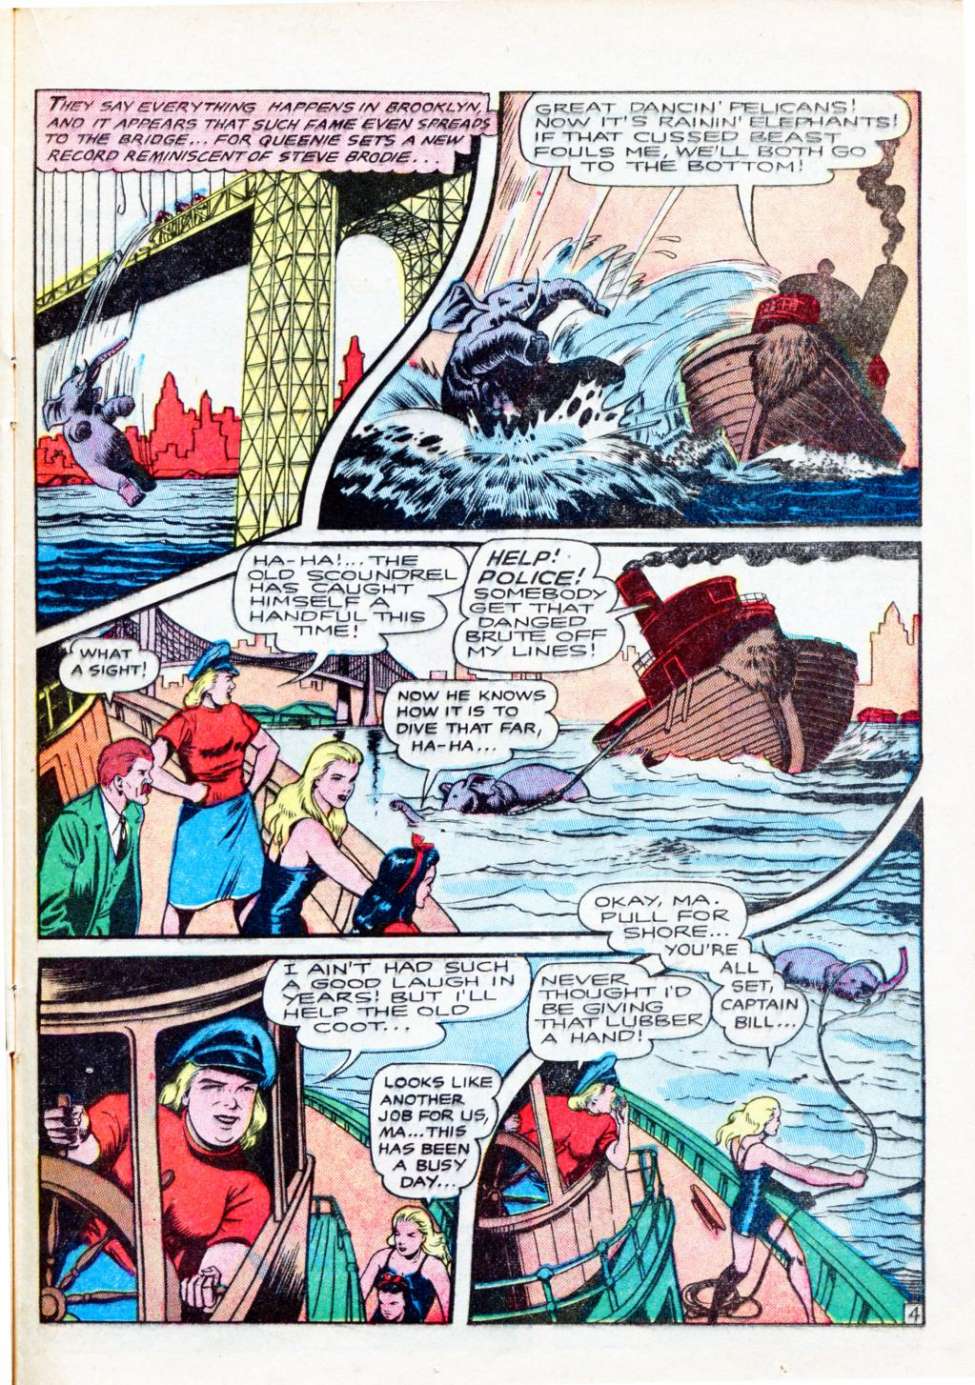 THEY SAY EVERYTHING HAPPENS IN BROOKLYN,
AND IT APPEARS THAT SUCH FAME EVEN SPREADS
TO THE BRIDGE... FOR QUEENIE SETS A NEW
RECORD REMINISCENT OF STEVE BRODIE...
GREAT DANCIN' PELICANS!
NOW IT'S RAININ' ELEPHANTS!
IF THAT CUSSED BEAST
FOULS ME, WE'LL BOTH GO
TO THE BOTTOM!
WHAT
A SIGHT!
HA-HA!... THE
OLD SCOUNDREL
HAS CAUGHT
HIMSELF A
HANDFUL THIS
TIME!
NOW HE KNOWS
HOW IT IS TO
DIVE THAT FAR,
HA-HA...
HELP!
POLICE!
SOMEBODY
GET THAT
DANGED
BRUTE OFF
MY LINES!
I AIN'T HAD SUCH
A GOOD LAUGH IN
YEARS! BUT I'LL
HELP THE OLD
COOT...
LOOKS LIKE
ANOTHER
JOB FOR US,
MA...THIS
HAS BEEN
A BUSY
DAY...
NEVER
THOUGHT I'D
BE GIVING
THAT LUBBER
A HAND!
OKAY, MA.
PULL FOR
SHORE...
YOU'RE
ALL
SET,
CAPTAIN
BILL...
4